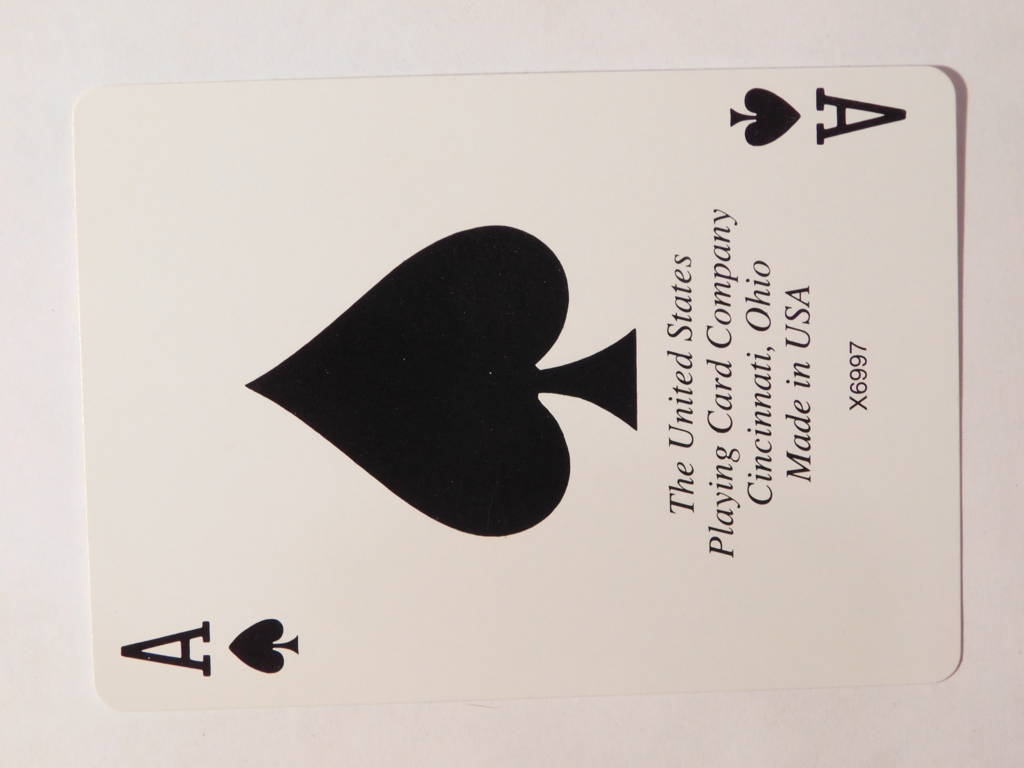 A
The United States
Playing Card Company
Cincinnati, Ohio
Made in USA
X6997
A